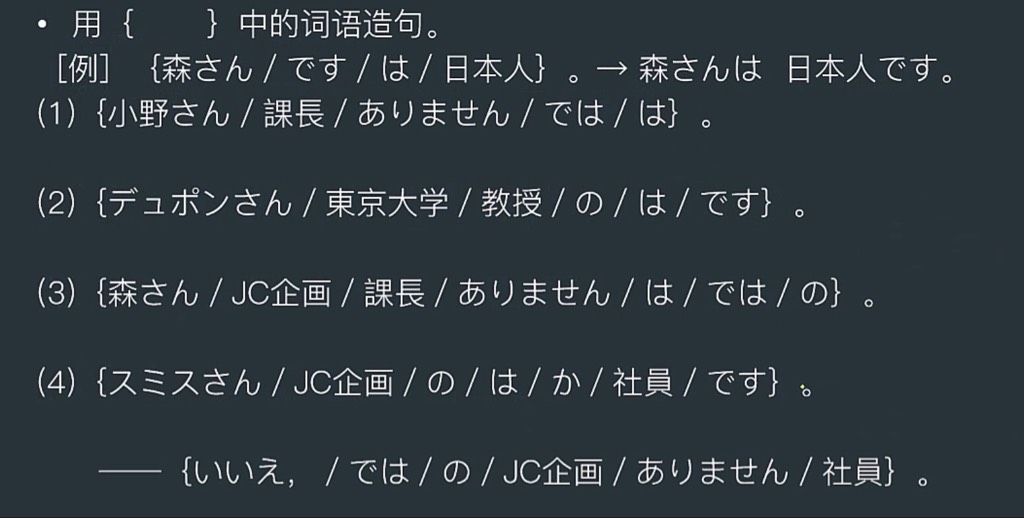 • 用｛　　｝中的词语造句。
［例］｛森さん / です / は / 日本人｝。→ 森さんは 日本人です。
（1）｛小野さん / 課長 / ありません / では / は｝。
（2）｛デュポンさん / 東京大学 / 教授 / の / は / です｝。
（3）｛森さん / JC企画 / 課長 / ありません / は / では / の｝。
（4）｛スミスさん / JC企画 / の / は / か / 社員 / です｝。
——｛いいえ， / では / の / JC企画 / ありません / 社員｝。